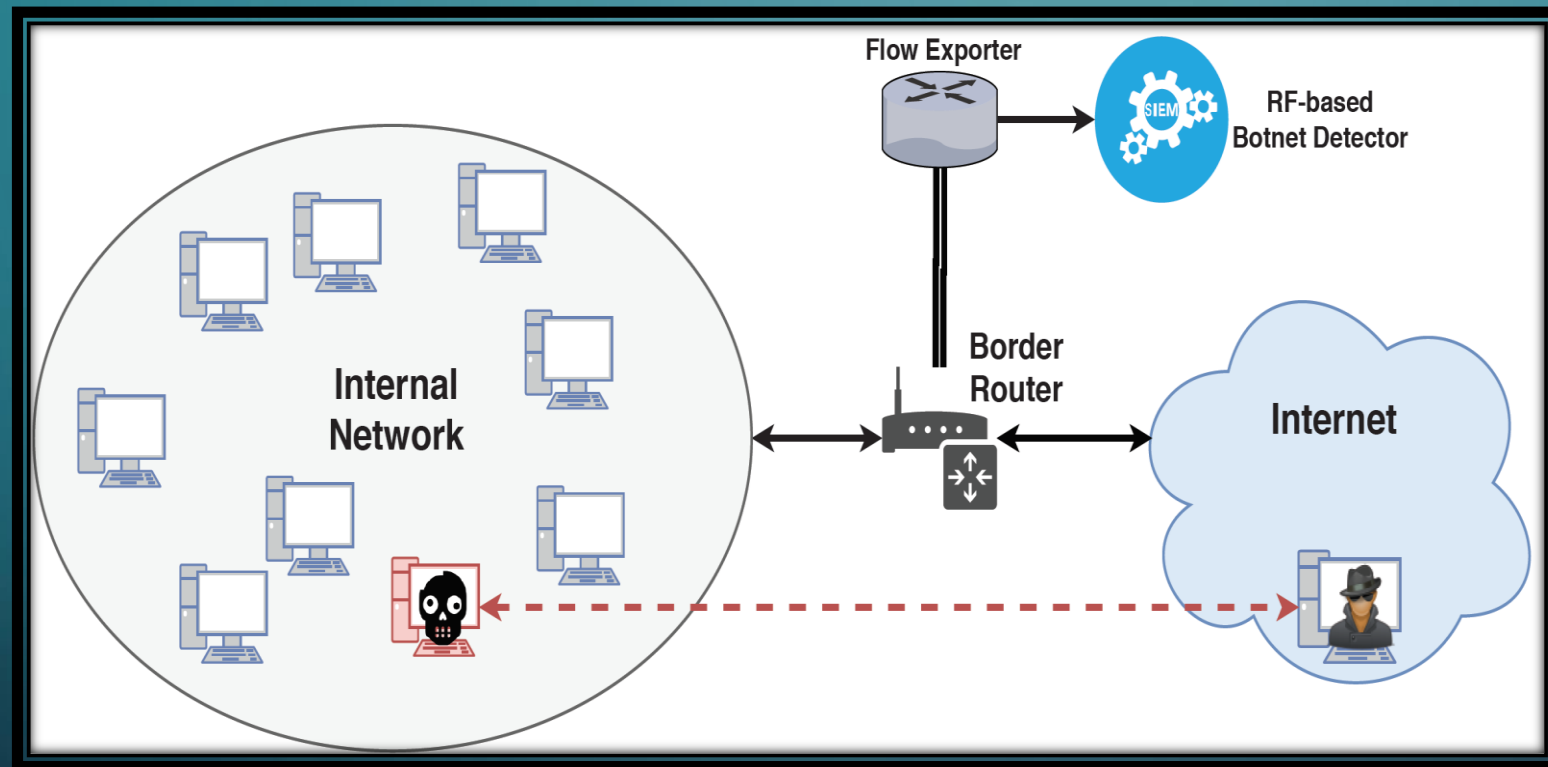 Flow Exporter
SIEM
RF-based
Botnet Detector
Internal
Network
Border
Router
Internet